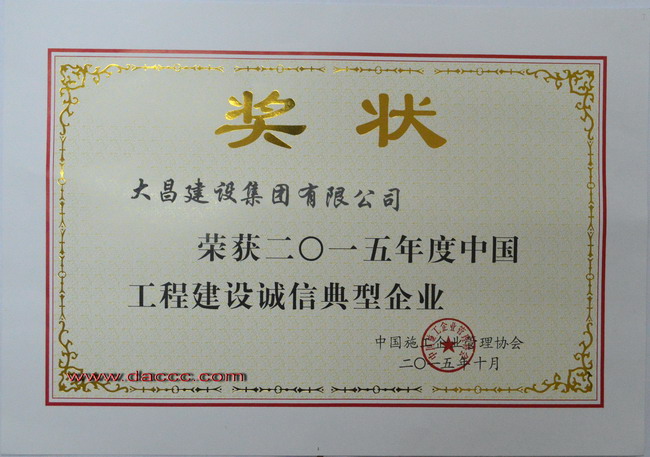 奖状
大昌建设集团有限公司
荣获二〇一五年度中国
工程建设诚信典型企业
中国施工企业管理协会
二〇一五年十月
www.daccc.com